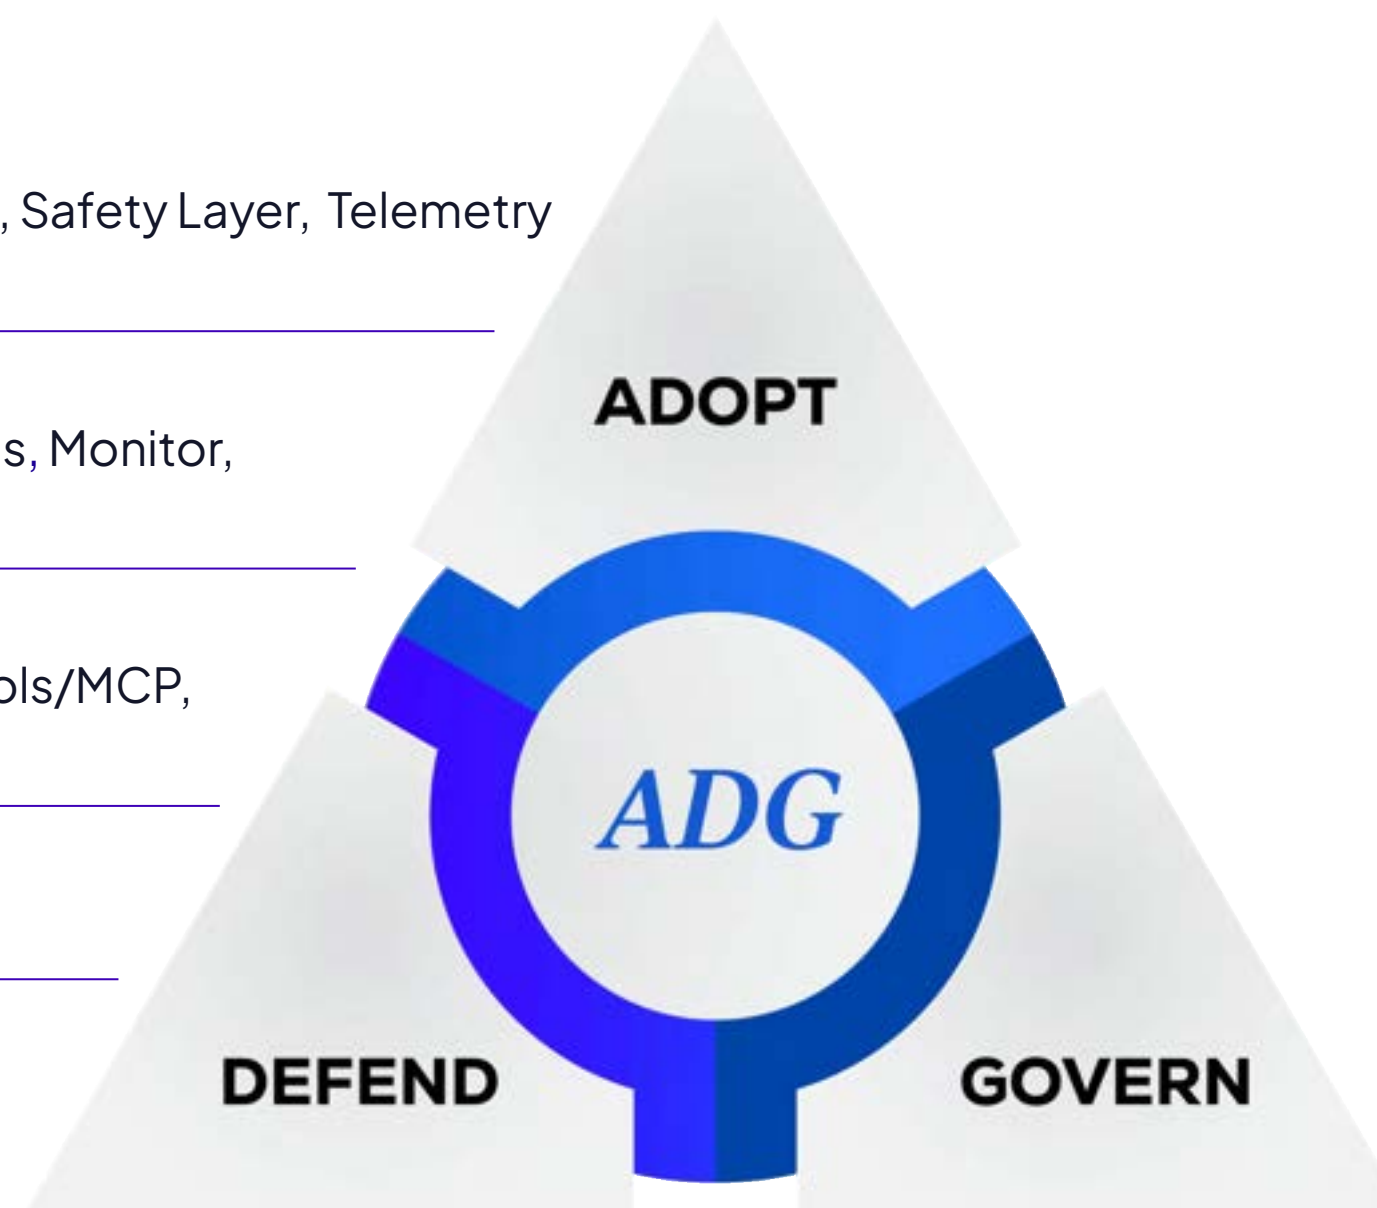 , Safety Layer, Telemetry
ADOPT
s, Monitor,
ols/MCP,
ADG
DEFEND
GOVERN